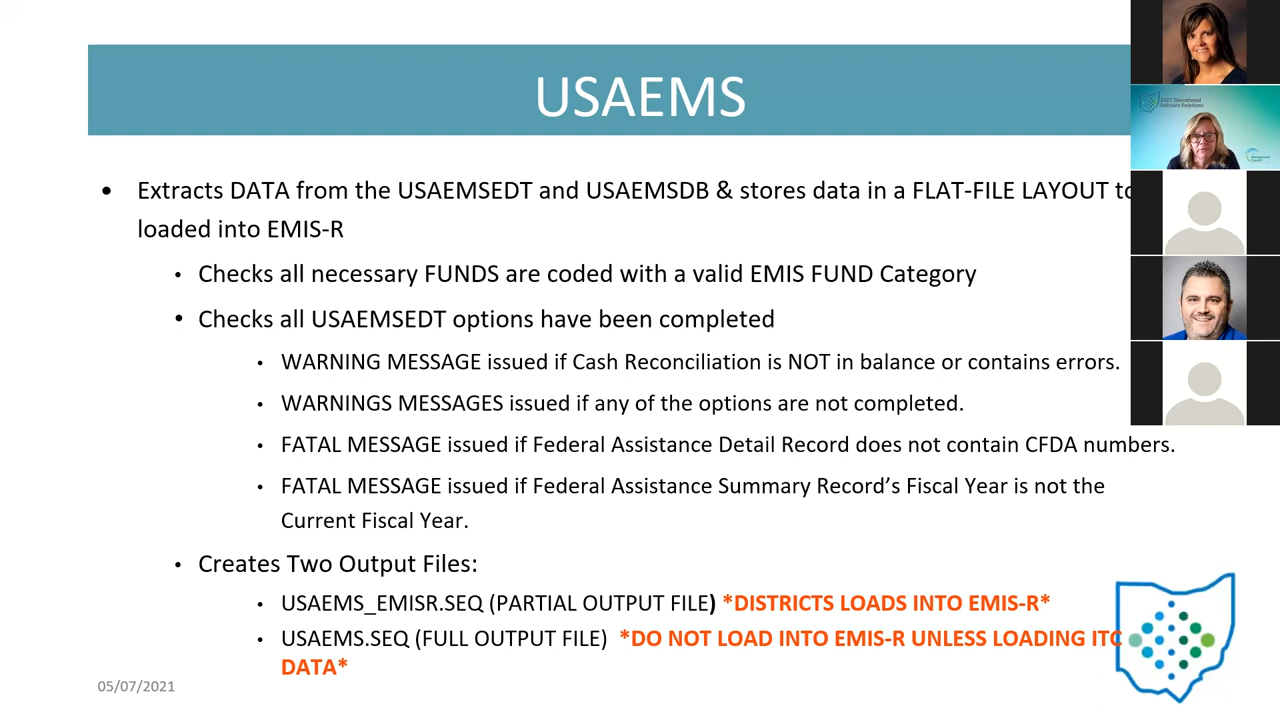 USAEMS
• Extracts DATA from the USAEMSEDT and USAEMSDB & stores data in a FLAT-FILE LAYOUT
loaded into EMIS-R
• Checks all necessary FUNDS are coded with a valid EMIS FUND Category
• Checks all USAEMSEDT options have been completed
• WARNING MESSAGE issued if Cash Reconciliation is NOT in balance or contains errors.
• WARNINGS MESSAGES issued if any of the options are not completed.
• FATAL MESSAGE issued if Federal Assistance Detail Record does not contain CFDA numbers.
• FATAL MESSAGE issued if Federal Assistance Summary Record’s Fiscal Year is not the
Current Fiscal Year.
• Creates Two Output Files:
• USAEMS_EMISR.SEQ (PARTIAL OUTPUT FILE) *DISTRICTS LOADS INTO EMIS-R*
• USAEMS.SEQ (FULL OUTPUT FILE) *DO NOT LOAD INTO EMIS-R UNLESS LOADING ITC
DATA*
05/07/2021